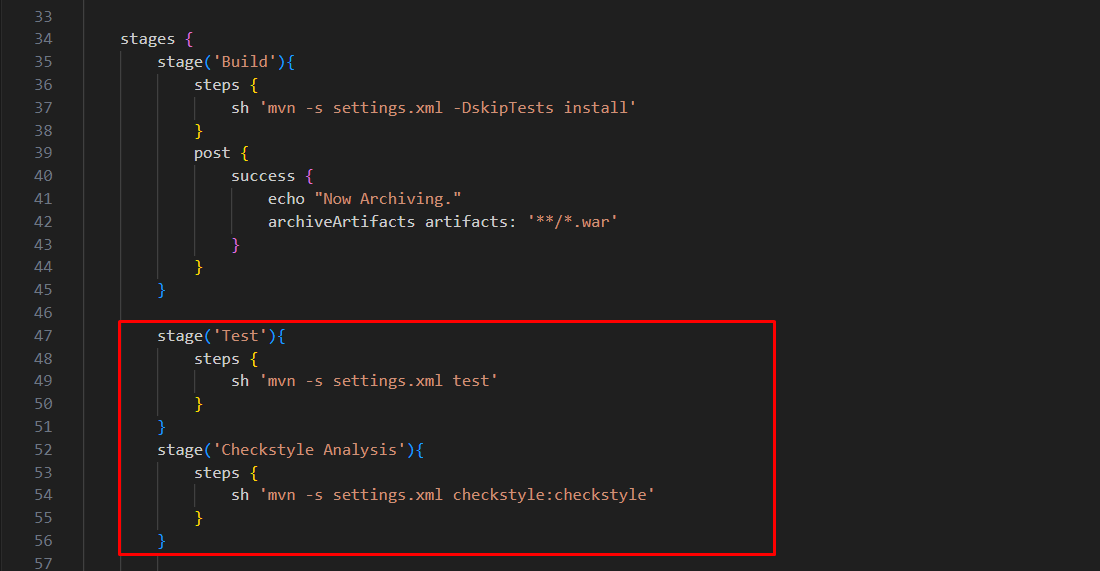 33
34 stages {
35 stage('Build'){
36 steps {
37 sh 'mvn -s settings.xml -DskipTests install'
38 }
39 post {
40 success {
41 echo "Now Archiving."
42 archiveArtifacts artifacts: '**/*.war'
43 }
44 }
45 }
46
47 stage('Test'){
48 steps {
49 sh 'mvn -s settings.xml test'
50 }
51 }
52 stage('Checkstyle Analysis'){
53 steps {
54 sh 'mvn -s settings.xml checkstyle:checkstyle'
55 }
56 }
57